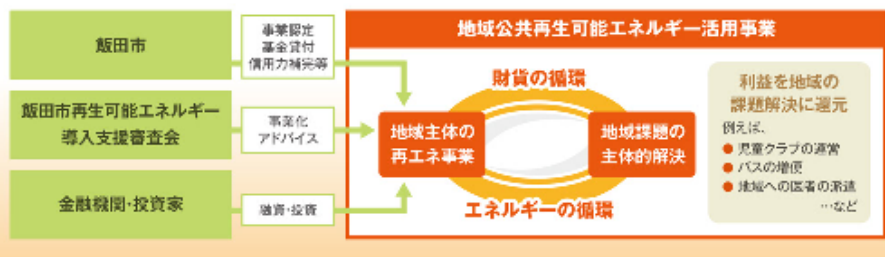 飯田市
事業認定
基金貸付
信用力補完等
飯田市再生可能エネルギー
導入支援審査会
事業化
アドバイス
金融機関・投資家
融資・投資
地域公共再生可能エネルギー活用事業
財貨の循環
地域主体の
再エネ事業
地域課題の
主体的解決
エネルギーの循環
利益を地域の
課題解決に還元
例えば、
● 児童クラブの運営
● バスの増便
● 地域への医者の派遣
…など